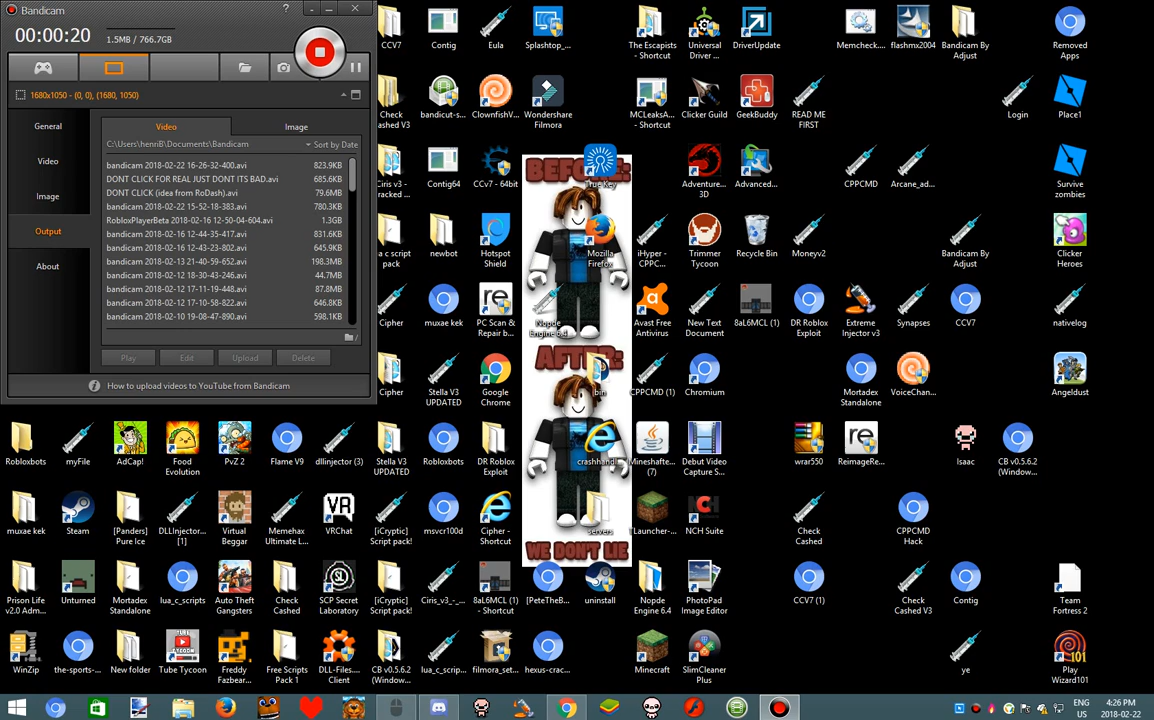 Bandicam
?
00:00:20
1.5MB / 766.7GB
1680x1050 - (0, 0), (1680, 1050)
General
Video
Image
Output
About
Video
Image
C:\Users\henriB\Documents\Bandicam
Sort by Date
bandicam 2018-02-22 16-26-32-400.avi 823.9KB
DONT CLICK FOR REAL JUST DONT ITS BAD.avi 685.6KB
DONT CLICK (idea from RoDash).avi 79.6MB
bandicam 2018-02-22 15-52-18-383.avi 780.3KB
RobloxPlayerBeta 2018-02-16 12-50-04-604.avi 1.3GB
bandicam 2018-02-16 12-44-35-417.avi 831.6KB
bandicam 2018-02-16 12-43-23-802.avi 645.9KB
bandicam 2018-02-13 21-40-59-652.avi 198.3MB
bandicam 2018-02-12 18-30-43-246.avi 44.7MB
bandicam 2018-02-12 17-11-19-448.avi 87.8MB
bandicam 2018-02-12 17-10-58-822.avi 646.8KB
bandicam 2018-02-10 19-08-47-890.avi 598.1KB
Play
Edit
Upload
Delete
How to upload videos to YouTube from Bandicam
CCV7
Contig
Eula
Splashtop_...
The Escapists
- Shortcut
Universal
Driver ...
DriverUpdate
Memcheck....
flashmx2004
Bandicam By
Adjust
Removed
Apps
Check
Cashed V3
bandicut-s...
ClownfishV...
Wondershare
Filmora
MCLeaksA...
- Shortcut
Clicker Guild
GeekBuddy
READ ME
FIRST
Login
Place1
Ciris v3 -
Contig64
CCv7 - 64bit
BEFORE:
True Key
Adventure...
3D
Advanced...
CPPCMD
Arcane_ad...
Survive
zombies
lua c script
pack
newbot
Hotspot
Shield
Mozilla
Firefox
iHyper -
CPPC...
Trimmer
Tycoon
Recycle Bin
Moneyv2
Bandicam By
Adjust
Clicker
Heroes
Cipher
muxae kek
PC Scan &
Repair b...
Nopde
Engine 6.4
Avast Free
Antivirus
New Text
Document
8aL6MCL (1)
DR Roblox
Exploit
Extreme
Injector v3
Synapses
CCV7
nativelog
AFTER:
Cipher
Stella V3
UPDATED
Google
Chrome
bin
CPPCMD (1)
Chromium
Mortadex
Standalone
VoiceChan...
Angeldust
Robloxbots
myFile
AdCap!
Food
Evolution
PvZ 2
Flame V9
dllinjector (3)
Stella V3
UPDATED
Robloxbots
DR Roblox
Exploit
crashhandl...
Mineshafte...
(7)
Debut Video
Capture S...
wrar550
ReimageRe...
Isaac
CB v0.5.6.2
(Window...
muxae kek
Steam
[Panders]
Pure Ice
DLLInjector...
[1]
Virtual
Beggar
Memehax
Ultimate L...
VRChat
[iCryptic]
Script pack!
msvcr100d
Cipher -
Shortcut
servers
TLauncher-...
NCH Suite
Check
Cashed
CPPCMD
Hack
WE DON'T LIE
Prison Life
v2.0 Adm...
Unturned
Mortadex
Standalone
lua_c_scripts
Auto Theft
Gangsters
Check
Cashed
SCP Secret
Laboratory
[iCryptic]
Script pack!
Ciris_v3_-_...
8aL6MCL (1)
- Shortcut
[PeteTheB...
uninstall
Nopde
Engine 6.4
PhotoPad
Image Editor
CCV7 (1)
Check
Cashed V3
Contig
Team
Fortress 2
WinZip
the-sports-...
New folder
Tube Tycoon
Freddy
Fazbear...
Free Scripts
Pack 1
DLL-Files....
Client
CB v0.5.6.2
(Window...
lua_c_scrip...
filmora_set...
hexus-crac...
Minecraft
SlimCleaner
Plus
ye
Play
Wizard101
ENG
US
4:26 PM
2018-02-22